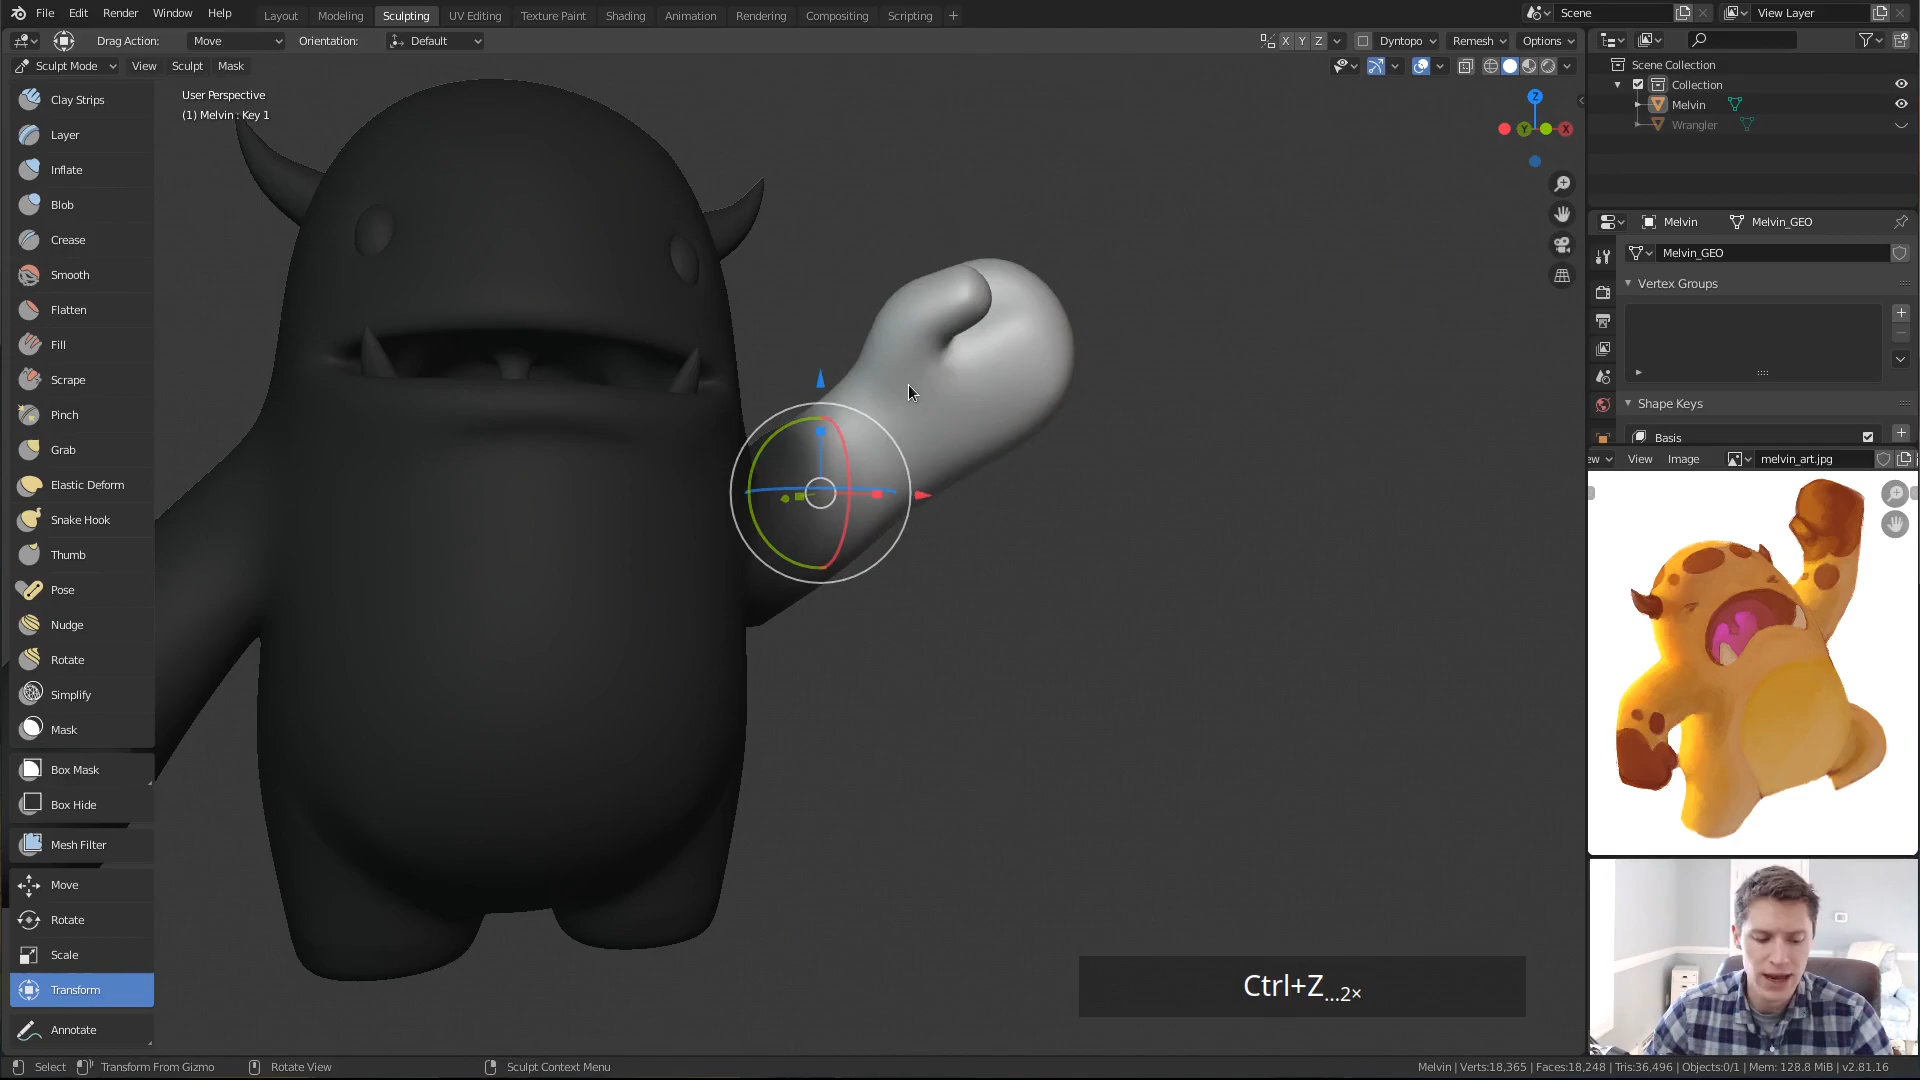 File Edit Render Window Help Layout Modeling Sculpting UV Editing Texture Paint Shading Animation Rendering Compositing Scripting + Scene View Layer
Drag Action: Move Orientation: Default X Y Z Dyntopo Remesh Options
Sculpt Mode View Sculpt Mask
User Perspective
(1) Melvin : Key 1
Clay Strips
Layer
Inflate
Blob
Crease
Smooth
Flatten
Fill
Scrape
Pinch
Grab
Elastic Deform
Snake Hook
Thumb
Pose
Nudge
Rotate
Simplify
Mask
Box Mask
Box Hide
Mesh Filter
Move
Rotate
Scale
Transform
Annotate
Z
Y X
Scene Collection
Collection
Melvin
Wrangler
Melvin Melvin_GEO
Melvin_GEO
Vertex Groups
Shape Keys
Basis
ew View Image melvin_art.jpg
Ctrl+Z...2×
Select Transform From Gizmo Rotate View Sculpt Context Menu Melvin | Verts:18,365 | Faces:18,248 | Tris:36,496 | Objects:0/1 | Mem: 128.8 MiB | v2.81.16